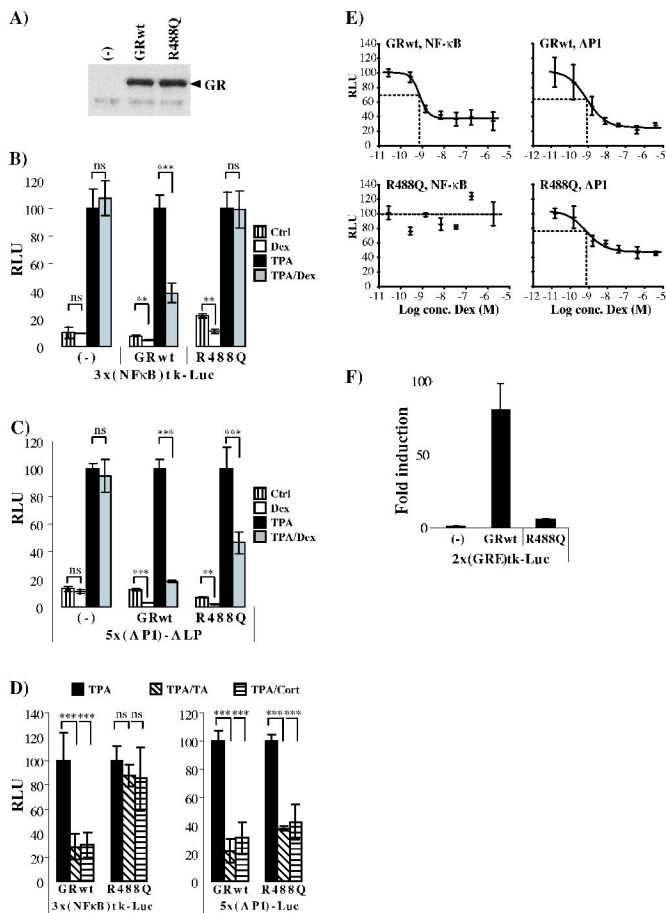 A)
(-)
GRwt
R488Q
GR
B)
RLU
120
100
80
60
40
20
0
ns
ns
**
***
**
ns
Ctrl
Dex
TPA
TPA/Dex
(-)
GRwt
R488Q
3x(NFκB)tk-Luc
C)
RLU
120
100
80
60
40
20
0
ns
ns
***
***
**
***
Ctrl
Dex
TPA
TPA/Dex
(-)
GRwt
R488Q
5x(AP1)-ALP
D)
TPA
TPA/TA
TPA/Cort
RLU
140
120
100
80
60
40
20
0
*** ***
ns ns
GRwt
R488Q
3x(NFκB)tk-Luc
120
100
80
60
40
20
0
*** ***
*** ***
GRwt
R488Q
5x(AP1)-Luc
E)
GRwt, NF-κB
RLU
140
120
100
80
60
40
20
0
-11 -10 -9 -8 -7 -6 -5
GRwt, AP1
140
120
100
80
60
40
20
0
-12 -11 -10 -9 -8 -7 -6 -5
R488Q, NF-κB
140
120
100
80
60
40
20
0
-11 -10 -9 -8 -7 -6 -5
Log conc. Dex (M)
R488Q, AP1
140
120
100
80
60
40
20
0
-12 -11 -10 -9 -8 -7 -6 -5
Log conc. Dex (M)
F)
Fold induction
100
50
0
(-)
GRwt
R488Q
2x(GRE)tk-Luc